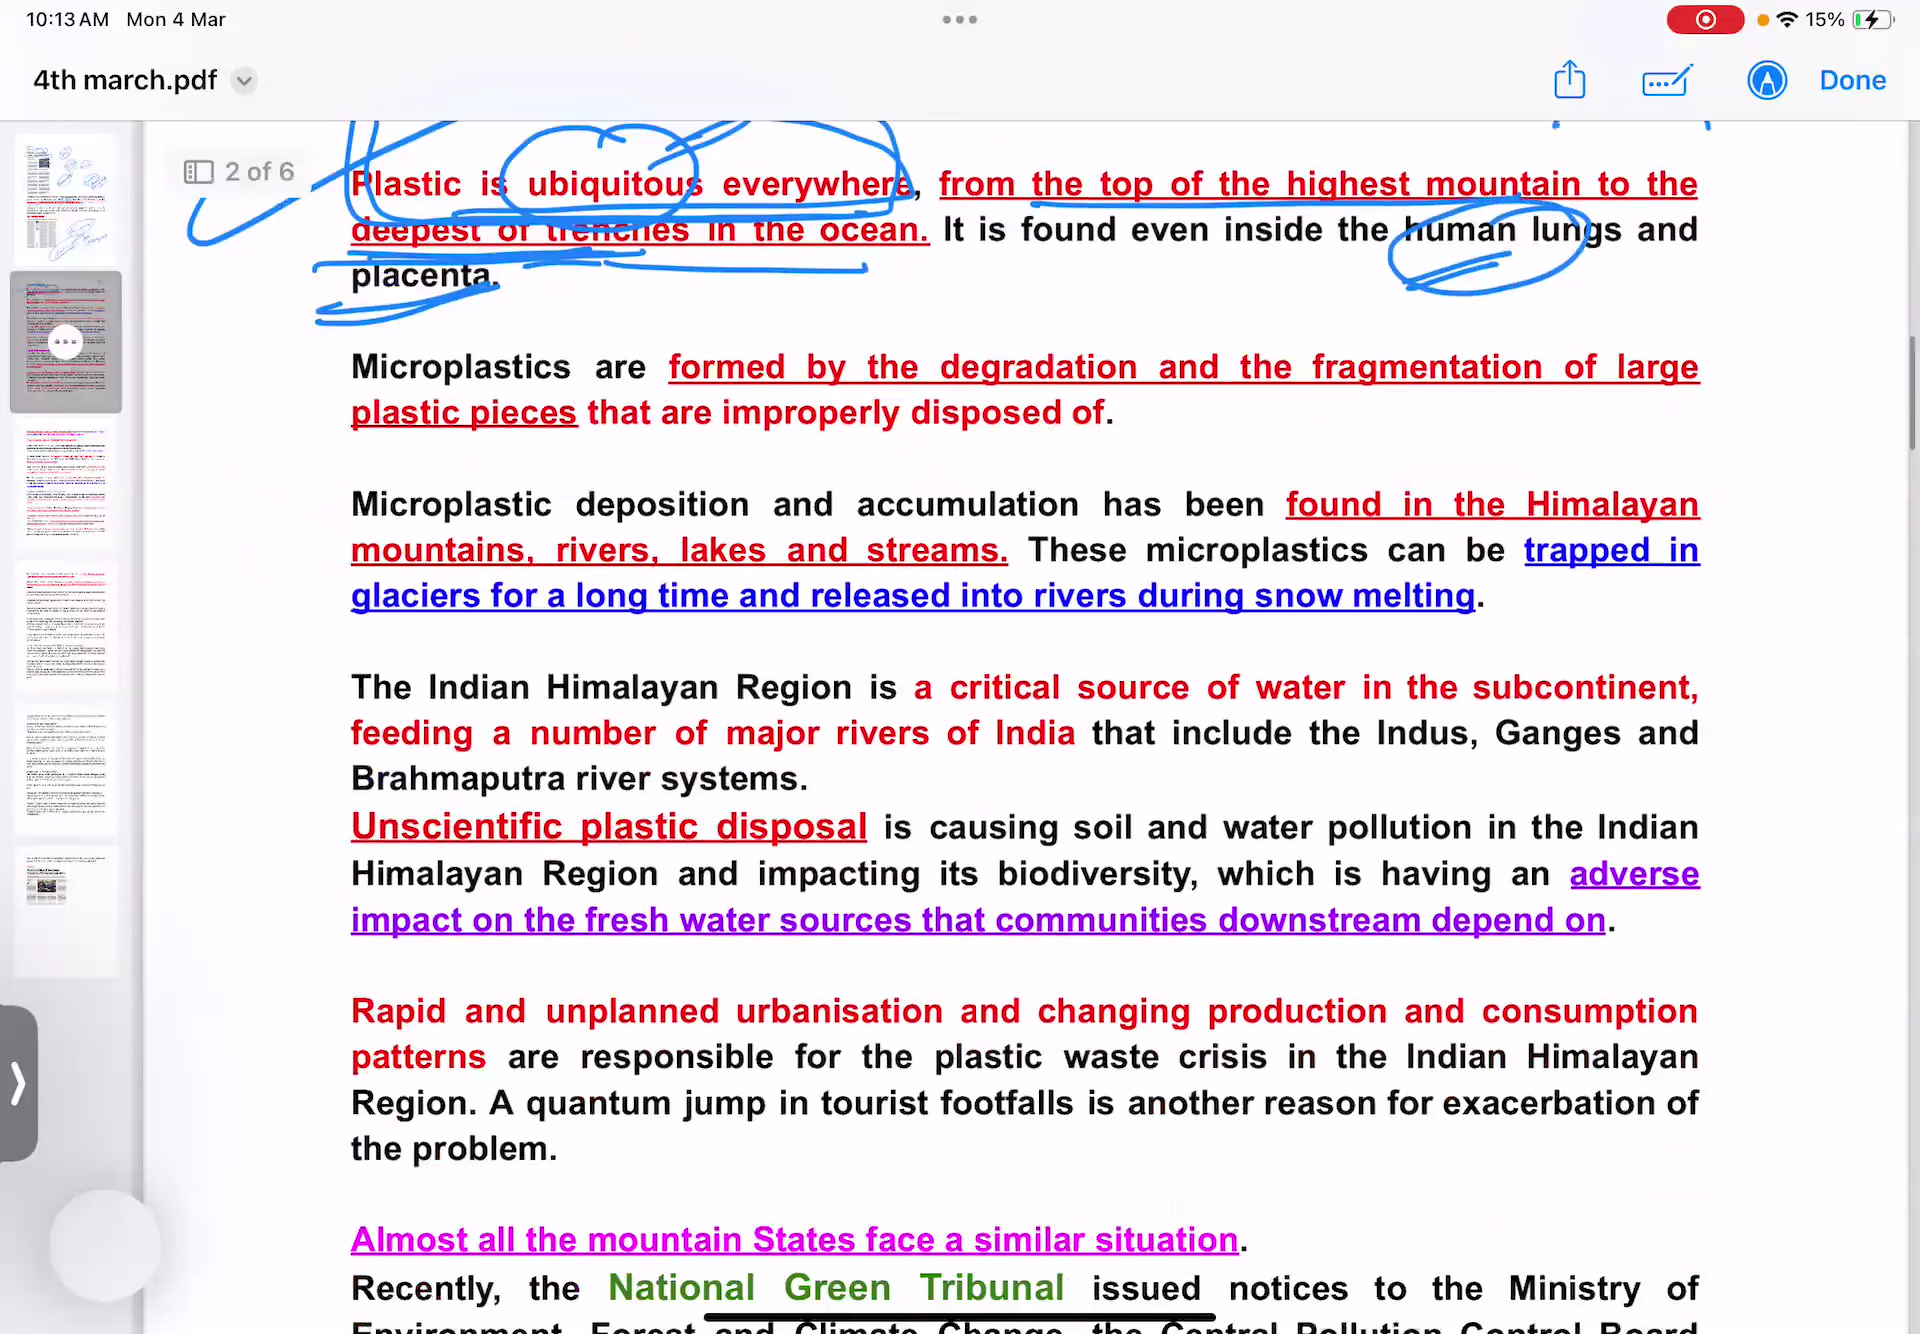 10:13 AM Mon 4 Mar
15%
4th march.pdf
Done
2 of 6
Plastic is ubiquitous everywhere, from the top of the highest mountain to the
deepest of trenches in the ocean. It is found even inside the human lungs and
placenta.
Microplastics are formed by the degradation and the fragmentation of large
plastic pieces that are improperly disposed of.
Microplastic deposition and accumulation has been found in the Himalayan
mountains, rivers, lakes and streams. These microplastics can be trapped in
glaciers for a long time and released into rivers during snow melting.
The Indian Himalayan Region is a critical source of water in the subcontinent,
feeding a number of major rivers of India that include the Indus, Ganges and
Brahmaputra river systems.
Unscientific plastic disposal is causing soil and water pollution in the Indian
Himalayan Region and impacting its biodiversity, which is having an adverse
impact on the fresh water sources that communities downstream depend on.
Rapid and unplanned urbanisation and changing production and consumption
patterns are responsible for the plastic waste crisis in the Indian Himalayan
Region. A quantum jump in tourist footfalls is another reason for exacerbation of
the problem.
Almost all the mountain States face a similar situation.
Recently, the National Green Tribunal issued notices to the Ministry of
Environment, Forest and Climate Change, the Central Pollution Control Board